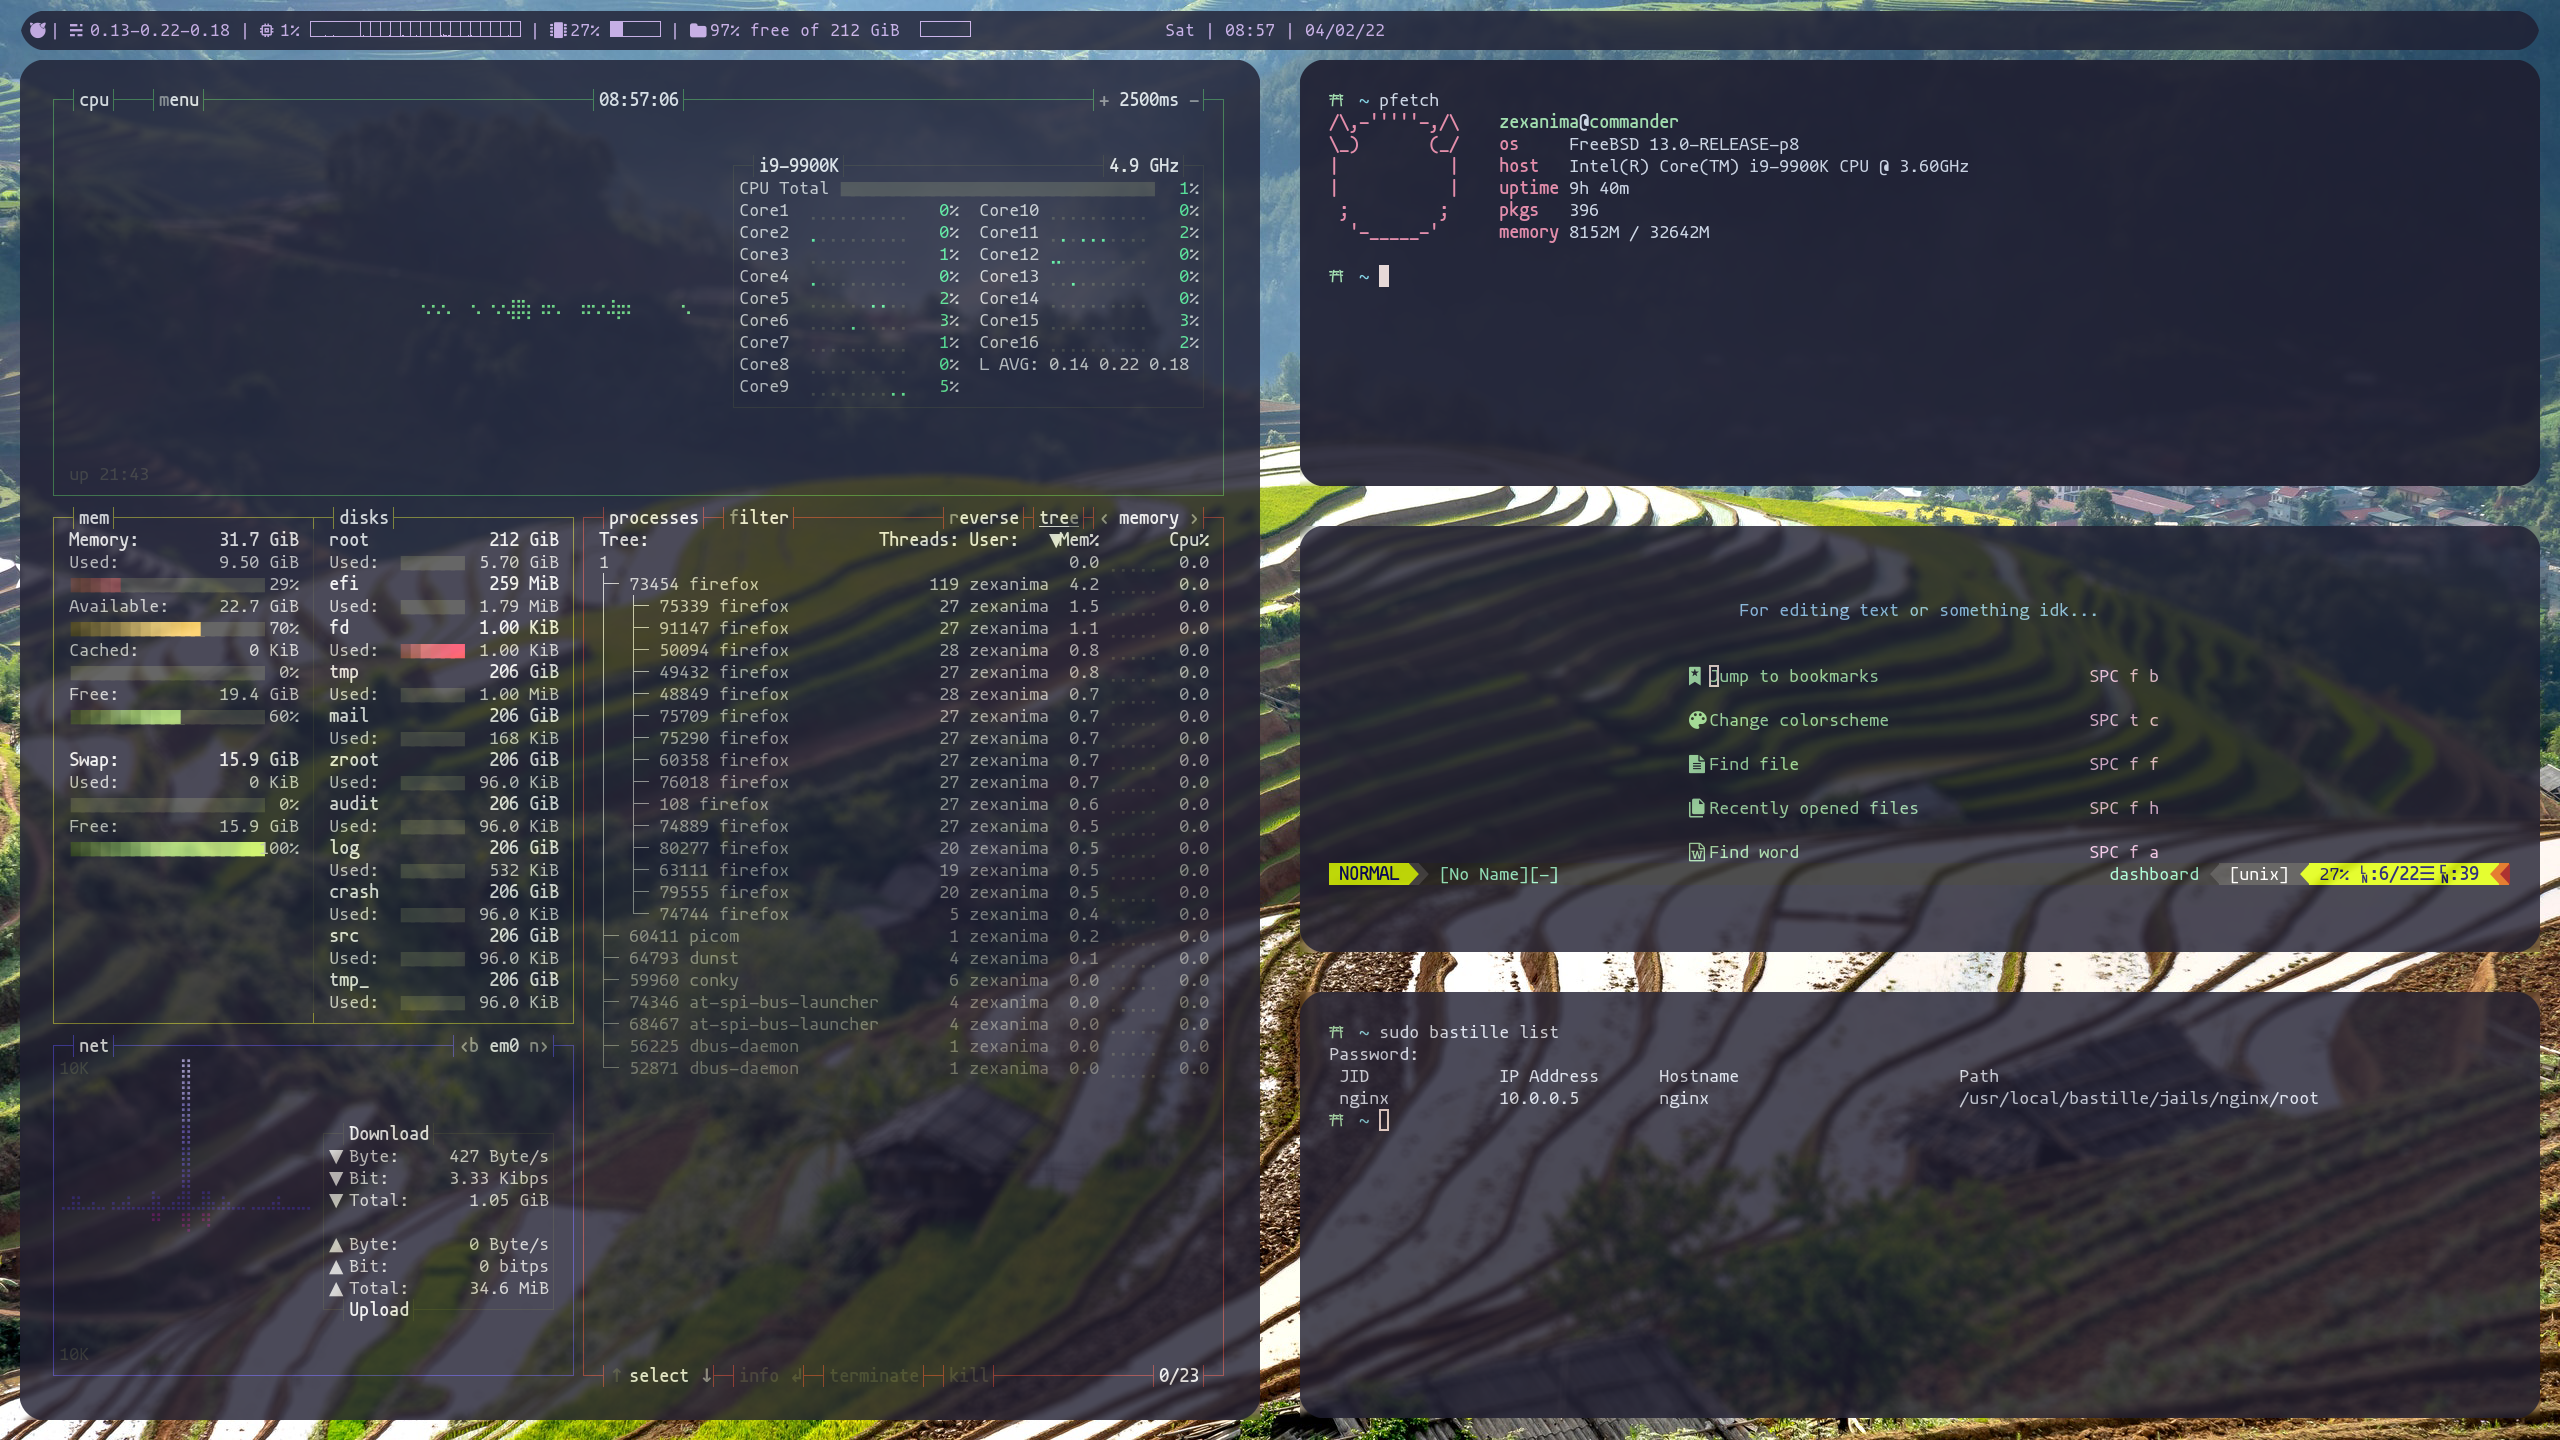 | 0.13-0.22-0.18 | 1% | 27% | 97% free of 212 GiB
Sat | 08:57 | 04/02/22
cpu menu 08:57:06 + 2500ms -
i9-9900K 4.9 GHz
CPU Total 1%
Core1 0% Core10 0%
Core2 0% Core11 2%
Core3 1% Core12 0%
Core4 0% Core13 0%
Core5 2% Core14 0%
Core6 3% Core15 3%
Core7 1% Core16 2%
Core8 0% L AVG: 0.14 0.22 0.18
Core9 5%
up 21:43
mem
Memory: 31.7 GiB
Used: 9.50 GiB
29%
Available: 22.7 GiB
70%
Cached: 0 KiB
0%
Free: 19.4 GiB
60%
Swap: 15.9 GiB
Used: 0 KiB
0%
Free: 15.9 GiB
00%
disks
root 212 GiB
Used: 5.70 GiB
efi 259 MiB
Used: 1.79 MiB
fd 1.00 KiB
Used: 1.00 KiB
tmp 206 GiB
Used: 1.00 MiB
mail 206 GiB
Used: 168 KiB
zroot 206 GiB
Used: 96.0 KiB
audit 206 GiB
Used: 96.0 KiB
log 206 GiB
Used: 532 KiB
crash 206 GiB
Used: 96.0 KiB
src 206 GiB
Used: 96.0 KiB
tmp_ 206 GiB
Used: 96.0 KiB
net <b em0 n>
10K
Download
▼ Byte: 427 Byte/s
▼ Bit: 3.33 Kibps
▼ Total: 1.05 GiB
▲ Byte: 0 Byte/s
▲ Bit: 0 bitps
▲ Total: 34.6 MiB
Upload
10K
processes filter reverse tree < memory >
Tree: Threads: User: ▼Mem% Cpu%
1 0.0 0.0
73454 firefox 119 zexanima 4.2 0.0
75339 firefox 27 zexanima 1.5 0.0
91147 firefox 27 zexanima 1.1 0.0
50094 firefox 28 zexanima 0.8 0.0
49432 firefox 27 zexanima 0.8 0.0
48849 firefox 28 zexanima 0.7 0.0
75709 firefox 27 zexanima 0.7 0.0
75290 firefox 27 zexanima 0.7 0.0
60358 firefox 27 zexanima 0.7 0.0
76018 firefox 27 zexanima 0.7 0.0
108 firefox 27 zexanima 0.6 0.0
74889 firefox 27 zexanima 0.5 0.0
80277 firefox 20 zexanima 0.5 0.0
63111 firefox 19 zexanima 0.5 0.0
79555 firefox 20 zexanima 0.5 0.0
74744 firefox 5 zexanima 0.4 0.0
60411 picom 1 zexanima 0.2 0.0
64793 dunst 4 zexanima 0.1 0.0
59960 conky 6 zexanima 0.0 0.0
74346 at-spi-bus-launcher 4 zexanima 0.0 0.0
68467 at-spi-bus-launcher 4 zexanima 0.0 0.0
56225 dbus-daemon 1 zexanima 0.0 0.0
52871 dbus-daemon 1 zexanima 0.0 0.0
↑ select ↓ info ↲ terminate kill 0/23
~ pfetch
/\,-'''''-,/\ zexanima@commander
\_) (_/ os FreeBSD 13.0-RELEASE-p8
| | host Intel(R) Core(TM) i9-9900K CPU @ 3.60GHz
| | uptime 9h 40m
; ; pkgs 396
'-_____-' memory 8152M / 32642M
~
For editing text or something idk...
Jump to bookmarks SPC f b
Change colorscheme SPC t c
Find file SPC f f
Recently opened files SPC f h
Find word SPC f a
NORMAL [No Name][-] dashboard [unix] 27% :6/22☰ :39
~ sudo bastille list
Password:
JID IP Address Hostname Path
nginx 10.0.0.5 nginx /usr/local/bastille/jails/nginx/root
~